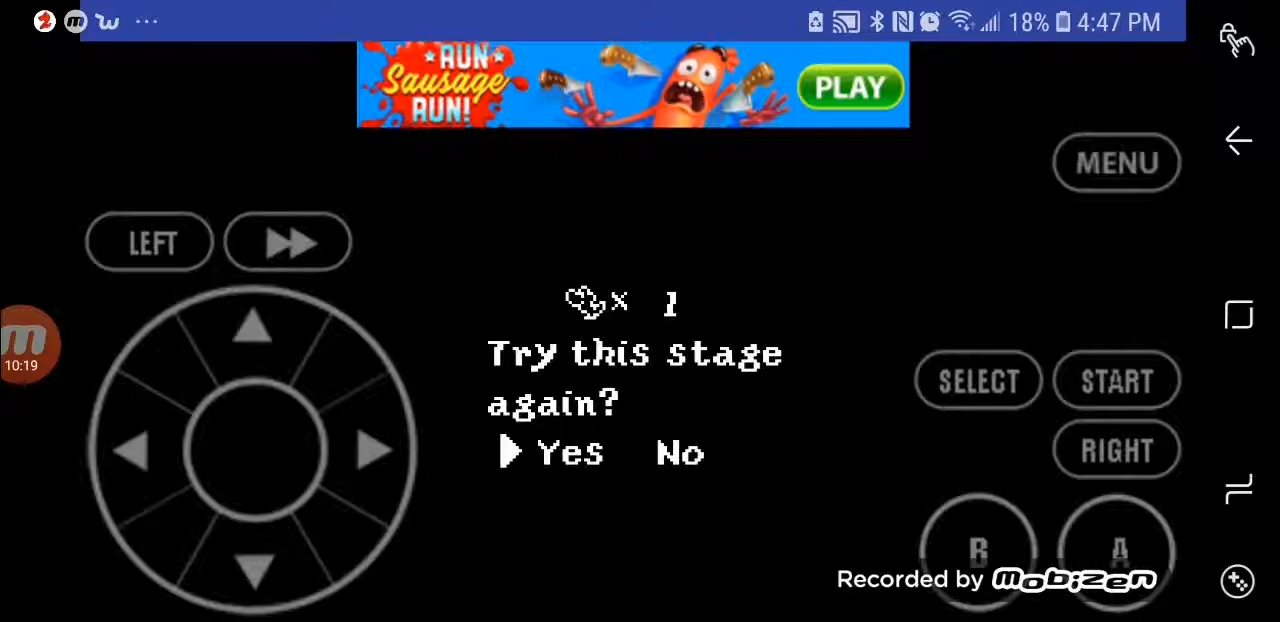 18% 4:47 PM
RUN
Sausage
RUN!
PLAY
MENU
LEFT
x 1
Try this stage
again?
Yes No
SELECT START
RIGHT
B A
10:19
Recorded by mobizen